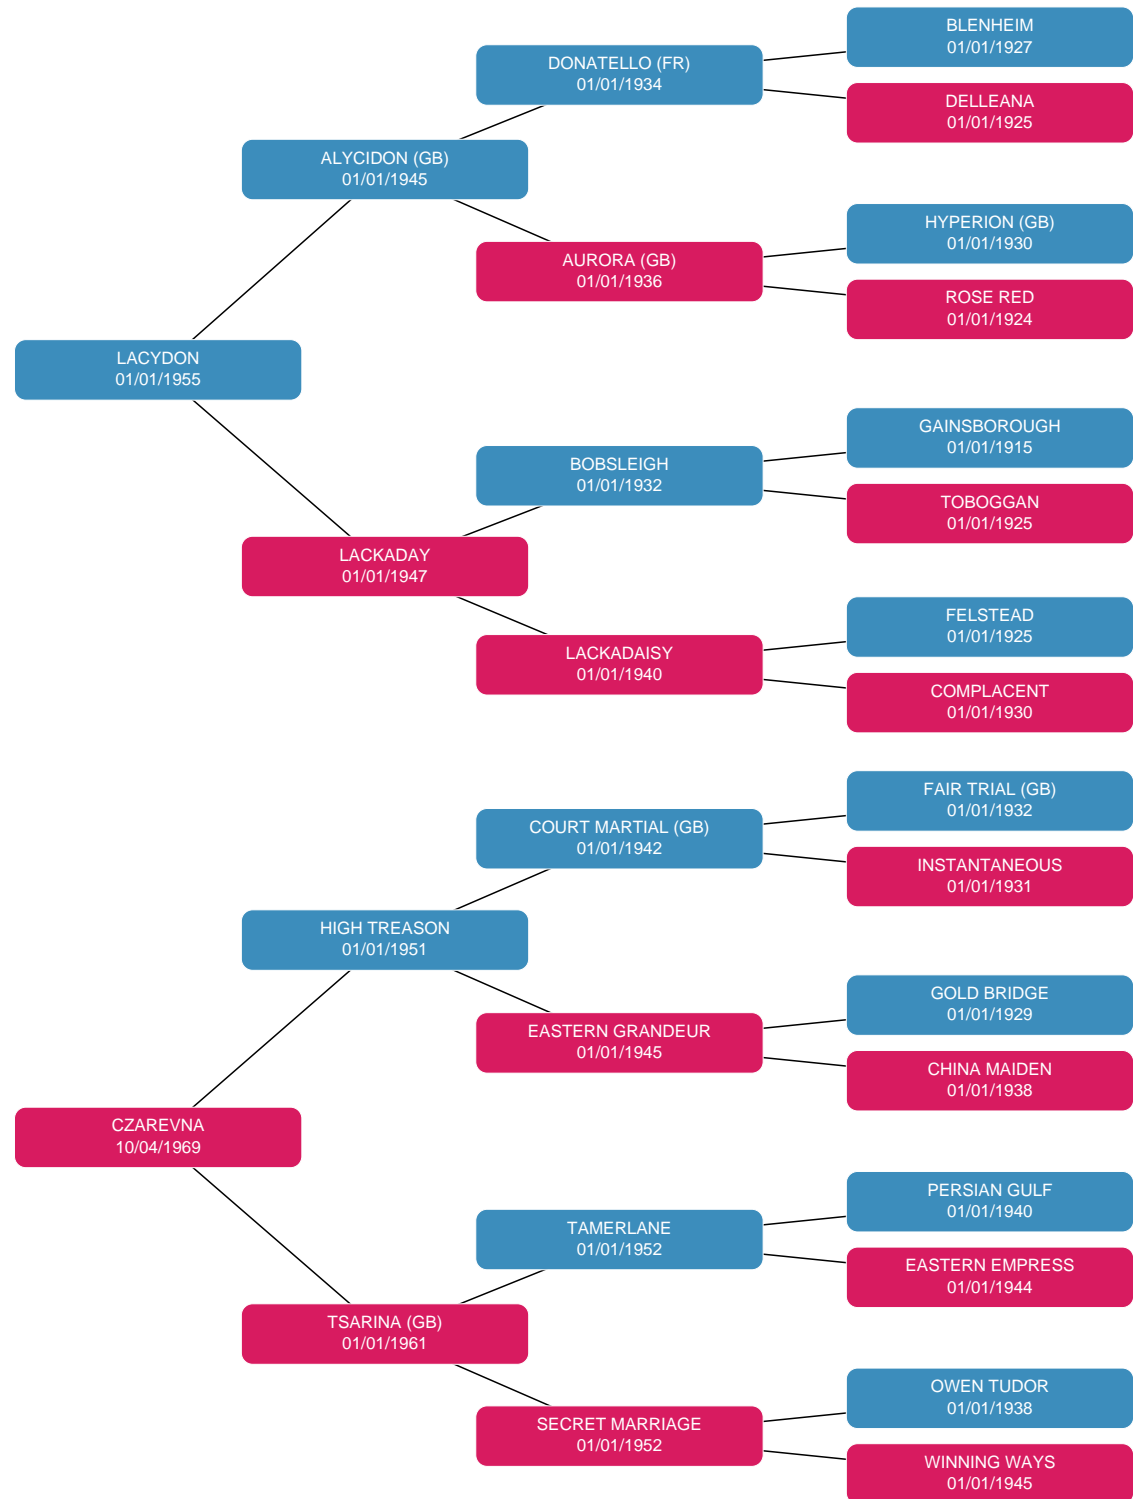 BLENHEIM
01/01/1927
DONATELLO (FR)
01/01/1934
DELLEANA
01/01/1925
ALYCIDON (GB)
01/01/1945
HYPERION (GB)
01/01/1930
AURORA (GB)
01/01/1936
ROSE RED
01/01/1924
LACYDON
01/01/1955
GAINSBOROUGH
01/01/1915
BOBSLEIGH
01/01/1932
TOBOGGAN
01/01/1925
LACKADAY
01/01/1947
FELSTEAD
01/01/1925
LACKADAISY
01/01/1940
COMPLACENT
01/01/1930
FAIR TRIAL (GB)
01/01/1932
COURT MARTIAL (GB)
01/01/1942
INSTANTANEOUS
01/01/1931
HIGH TREASON
01/01/1951
GOLD BRIDGE
01/01/1929
EASTERN GRANDEUR
01/01/1945
CHINA MAIDEN
01/01/1938
CZAREVNA
10/04/1969
PERSIAN GULF
01/01/1940
TAMERLANE
01/01/1952
EASTERN EMPRESS
01/01/1944
TSARINA (GB)
01/01/1961
OWEN TUDOR
01/01/1938
SECRET MARRIAGE
01/01/1952
WINNING WAYS
01/01/1945